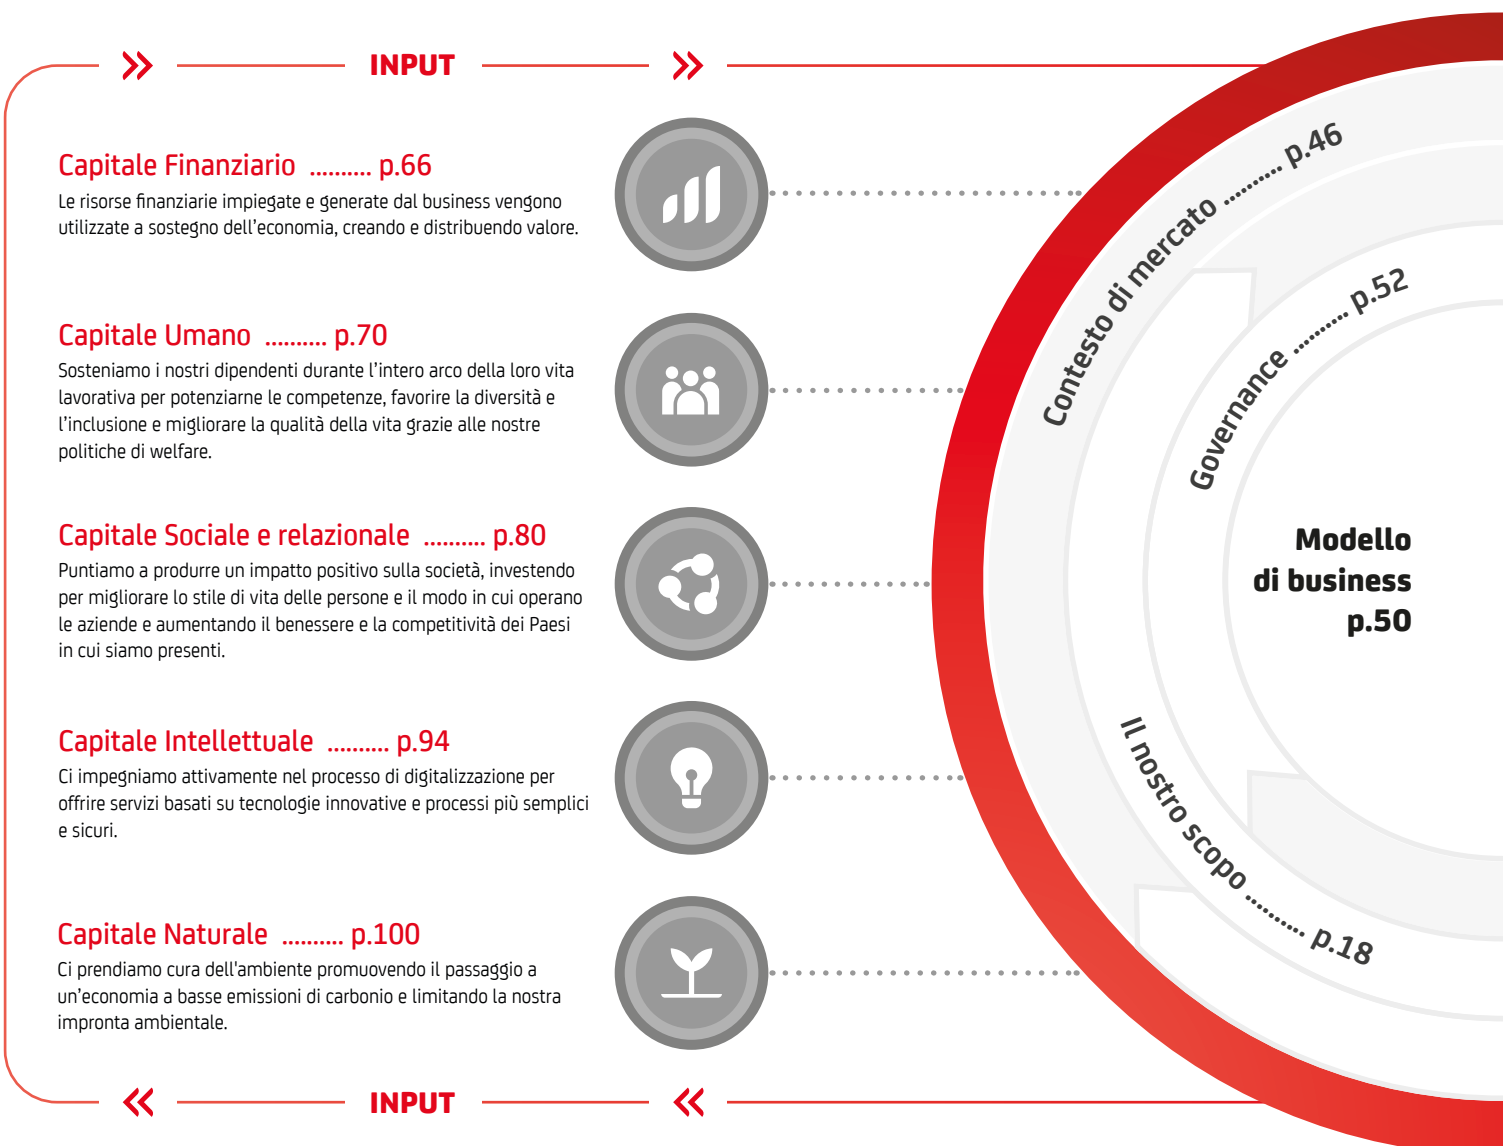 INPUT
Capitale Finanziario .......... p.66
Le risorse finanziarie impiegate e generate dal business vengono
utilizzate a sostegno dell’economia, creando e distribuendo valore.
Capitale Umano .......... p.70
Sosteniamo i nostri dipendenti durante l’intero arco della loro vita
lavorativa per potenziarne le competenze, favorire la diversità e
l’inclusione e migliorare la qualità della vita grazie alle nostre
politiche di welfare.
Capitale Sociale e relazionale .......... p.80
Puntiamo a produrre un impatto positivo sulla società, investendo
per migliorare lo stile di vita delle persone e il modo in cui operano
le aziende e aumentando il benessere e la competitività dei Paesi
in cui siamo presenti.
Capitale Intellettuale .......... p.94
Ci impegniamo attivamente nel processo di digitalizzazione per
offrire servizi basati su tecnologie innovative e processi più semplici
e sicuri.
Capitale Naturale .......... p.100
Ci prendiamo cura dell'ambiente promuovendo il passaggio a
un’economia a basse emissioni di carbonio e limitando la nostra
impronta ambientale.
INPUT
Contesto di mercato .......... p.46
Governance .......... p.52
Modello
di business
p.50
Il nostro scopo .......... p.18